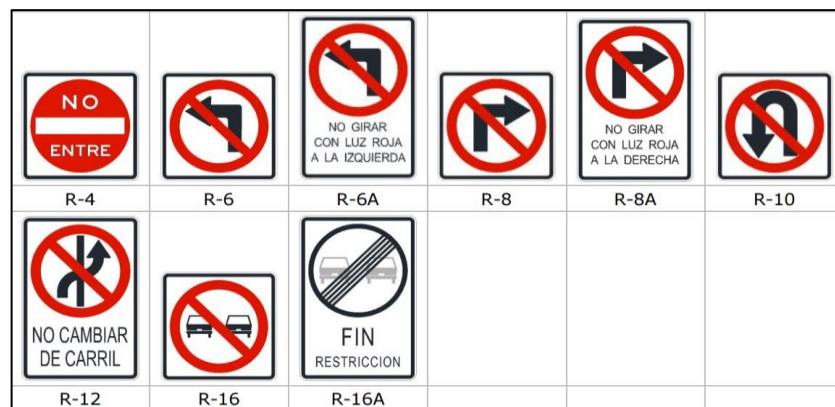 NO
ENTRE
NO GIRAR
CON LUZ ROJA
A LA IZQUIERDA
NO GIRAR
CON LUZ ROJA
A LA DERECHA
R-4
R-6
R-6A
R-8
R-8A
R-10
NO CAMBIAR
DE CARRIL
FIN
RESTRICCION
R-12
R-16
R-16A